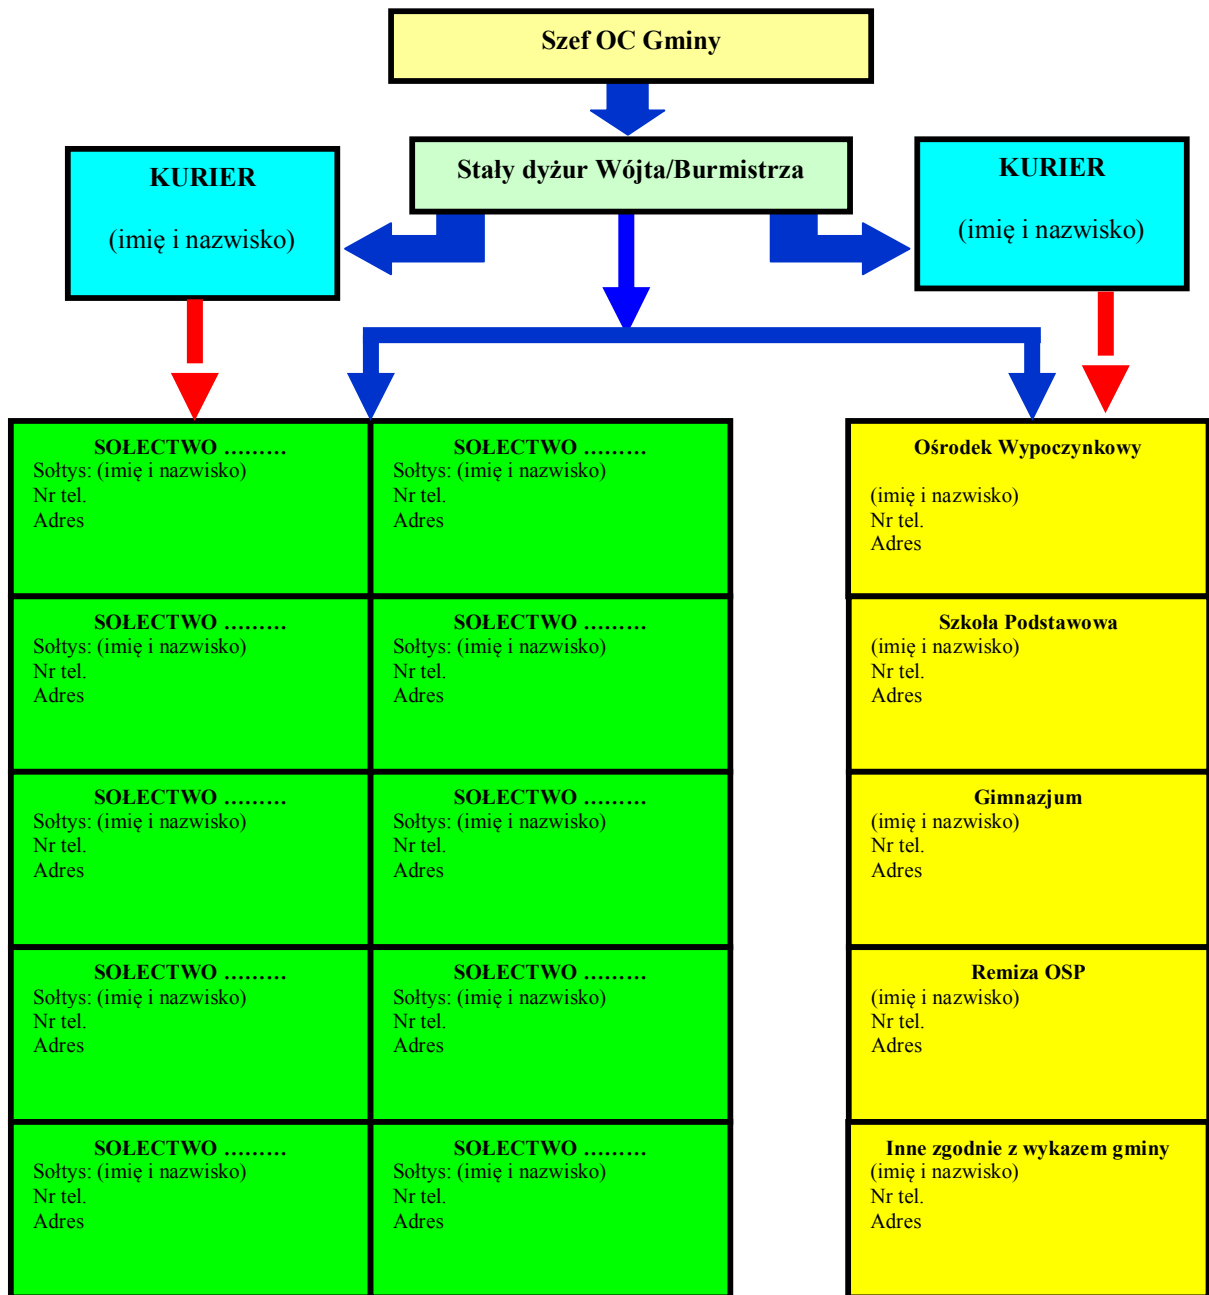 Szef OC Gminy
Stały dyżur Wójta/Burmistrza
KURIER
(imię i nazwisko)
KURIER
(imię i nazwisko)
SOŁECTWO ………
Sołtys: (imię i nazwisko)
Nr tel.
Adres
SOŁECTWO ………
Sołtys: (imię i nazwisko)
Nr tel.
Adres
Ośrodek Wypoczynkowy
(imię i nazwisko)
Nr tel.
Adres
SOŁECTWO ………
Sołtys: (imię i nazwisko)
Nr tel.
Adres
SOŁECTWO ………
Sołtys: (imię i nazwisko)
Nr tel.
Adres
Szkoła Podstawowa
(imię i nazwisko)
Nr tel.
Adres
SOŁECTWO ………
Sołtys: (imię i nazwisko)
Nr tel.
Adres
SOŁECTWO ………
Sołtys: (imię i nazwisko)
Nr tel.
Adres
Gimnazjum
(imię i nazwisko)
Nr tel.
Adres
SOŁECTWO ………
Sołtys: (imię i nazwisko)
Nr tel.
Adres
SOŁECTWO ………
Sołtys: (imię i nazwisko)
Nr tel.
Adres
Remiza OSP
(imię i nazwisko)
Nr tel.
Adres
SOŁECTWO ………
Sołtys: (imię i nazwisko)
Nr tel.
Adres
SOŁECTWO ………
Sołtys: (imię i nazwisko)
Nr tel.
Adres
Inne zgodnie z wykazem gminy
(imię i nazwisko)
Nr tel.
Adres